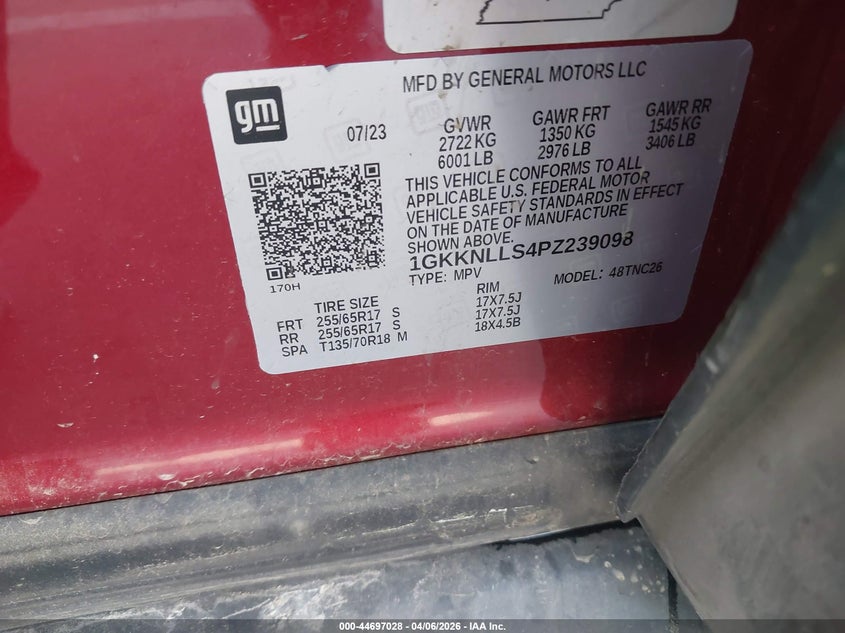 gm
MFD BY GENERAL MOTORS LLC
07/23
GVWR
2722 KG
6001 LB
GAWR FRT
1350 KG
2976 LB
GAWR RR
1545 KG
3406 LB
THIS VEHICLE CONFORMS TO ALL
APPLICABLE U.S. FEDERAL MOTOR
VEHICLE SAFETY STANDARDS IN EFFECT
ON THE DATE OF MANUFACTURE
SHOWN ABOVE.
1GKKNLLS4PZ239098
TYPE: MPV
MODEL: 48TNC26
170H
TIRE SIZE RIM
FRT 255/65R17 S 17X7.5J
RR 255/65R17 S 17X7.5J
SPA T135/70R18 M 18X4.5B
000-44697028 - 04/06/2026 - IAA Inc.